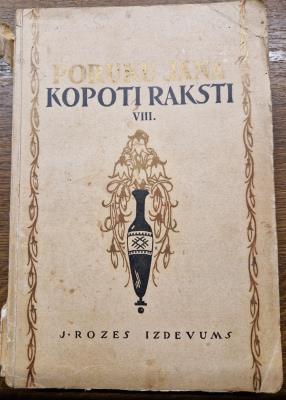 PORUKU JĀŅA
KOPOTI RAKSTI
VIII.
J·ROZES IZDEVUMS